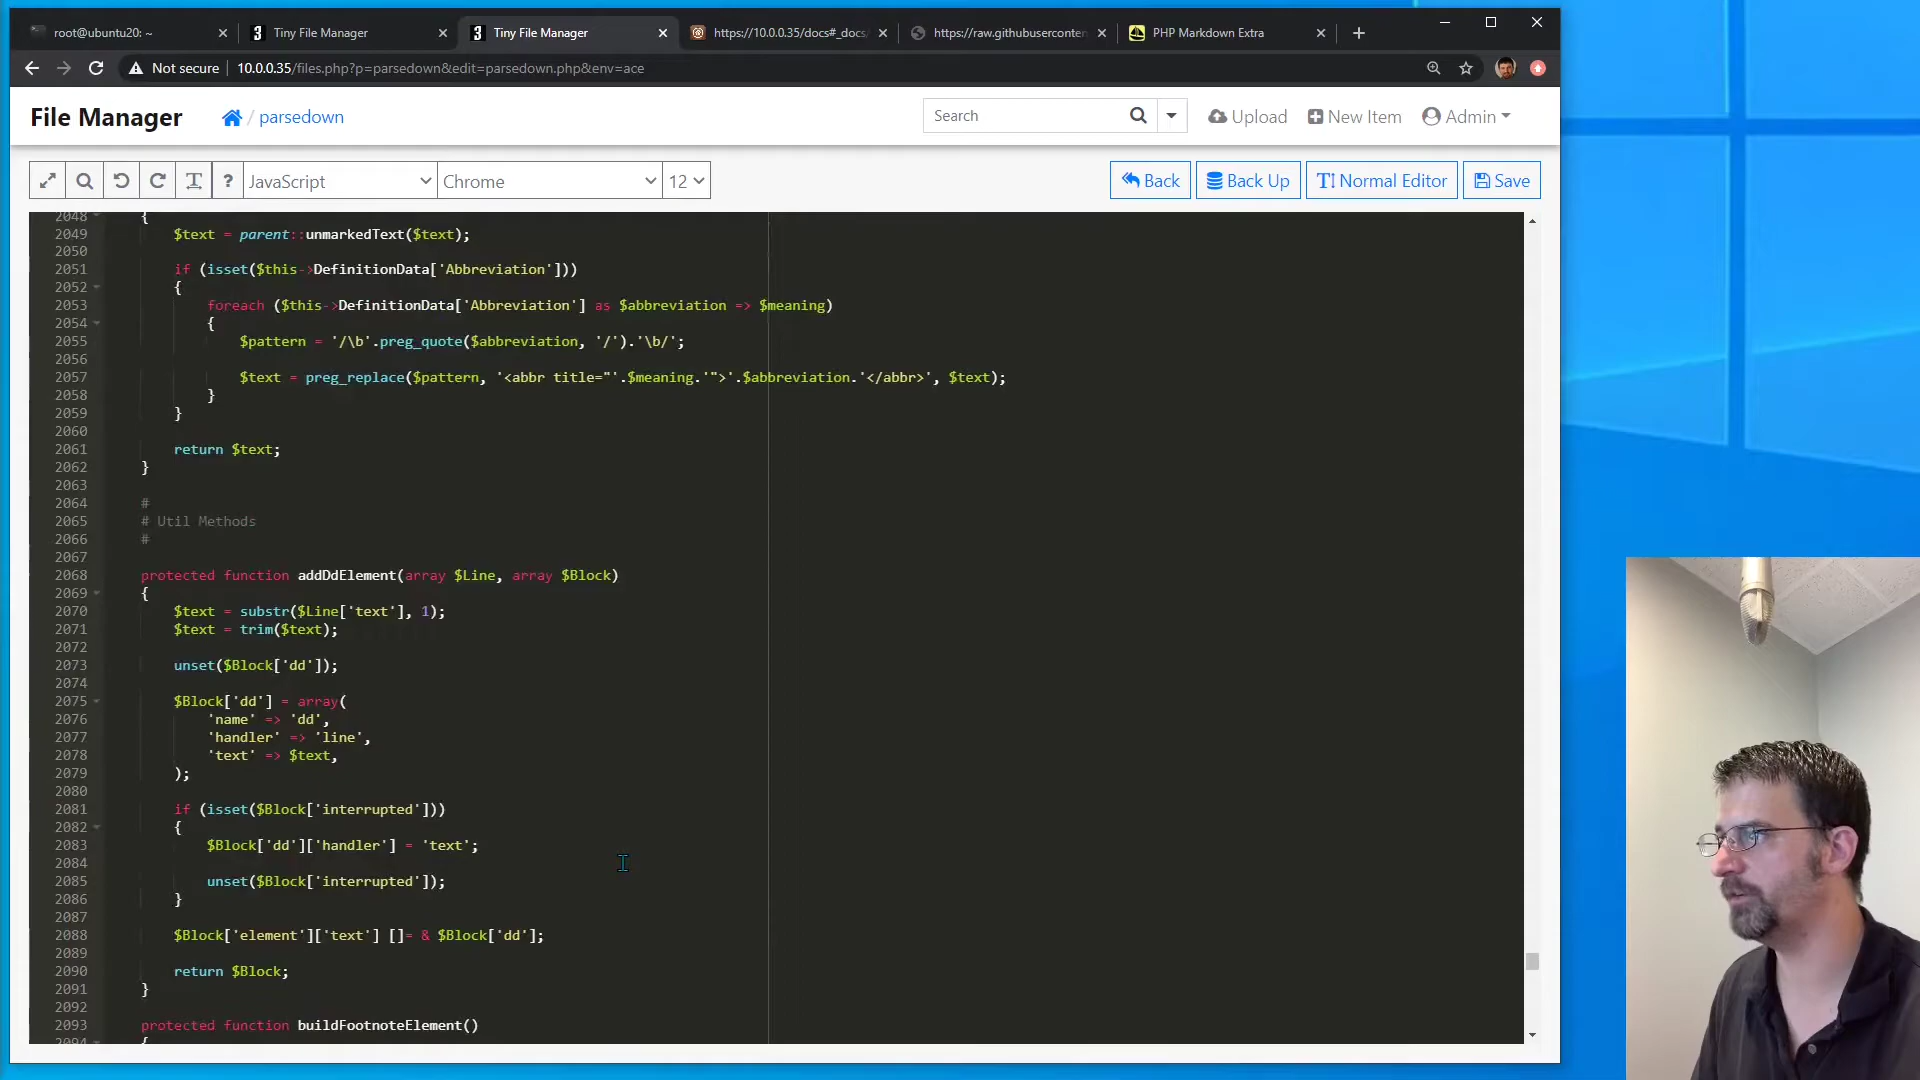 root@ubuntu20: ~
Tiny File Manager
Tiny File Manager
https://10.0.0.35/docs#_docs/
https://raw.githubusercontent
PHP Markdown Extra
Not secure
10.0.0.35/files.php?p=parsedown&edit=parsedown.php&env=ace
File Manager
/ parsedown
Search
Upload
New Item
Admin
?
JavaScript
Chrome
12
Back
Back Up
Normal Editor
Save
2048 {
2049 $text = parent::unmarkedText($text);
2050
2051 if (isset($this->DefinitionData['Abbreviation']))
2052 {
2053 foreach ($this->DefinitionData['Abbreviation'] as $abbreviation => $meaning)
2054 {
2055 $pattern = '/\b'.preg_quote($abbreviation, '/').'\b/';
2056
2057 $text = preg_replace($pattern, '<abbr title="'.$meaning.'">'.$abbreviation.'</abbr>', $text);
2058 }
2059 }
2060
2061 return $text;
2062 }
2063
2064 #
2065 # Util Methods
2066 #
2067
2068 protected function addDdElement(array $Line, array $Block)
2069 {
2070 $text = substr($Line['text'], 1);
2071 $text = trim($text);
2072
2073 unset($Block['dd']);
2074
2075 $Block['dd'] = array(
2076 'name' => 'dd',
2077 'handler' => 'line',
2078 'text' => $text,
2079 );
2080
2081 if (isset($Block['interrupted']))
2082 {
2083 $Block['dd']['handler'] = 'text';
2084
2085 unset($Block['interrupted']);
2086 }
2087
2088 $Block['element']['text'] []= & $Block['dd'];
2089
2090 return $Block;
2091 }
2092
2093 protected function buildFootnoteElement()
2094 {